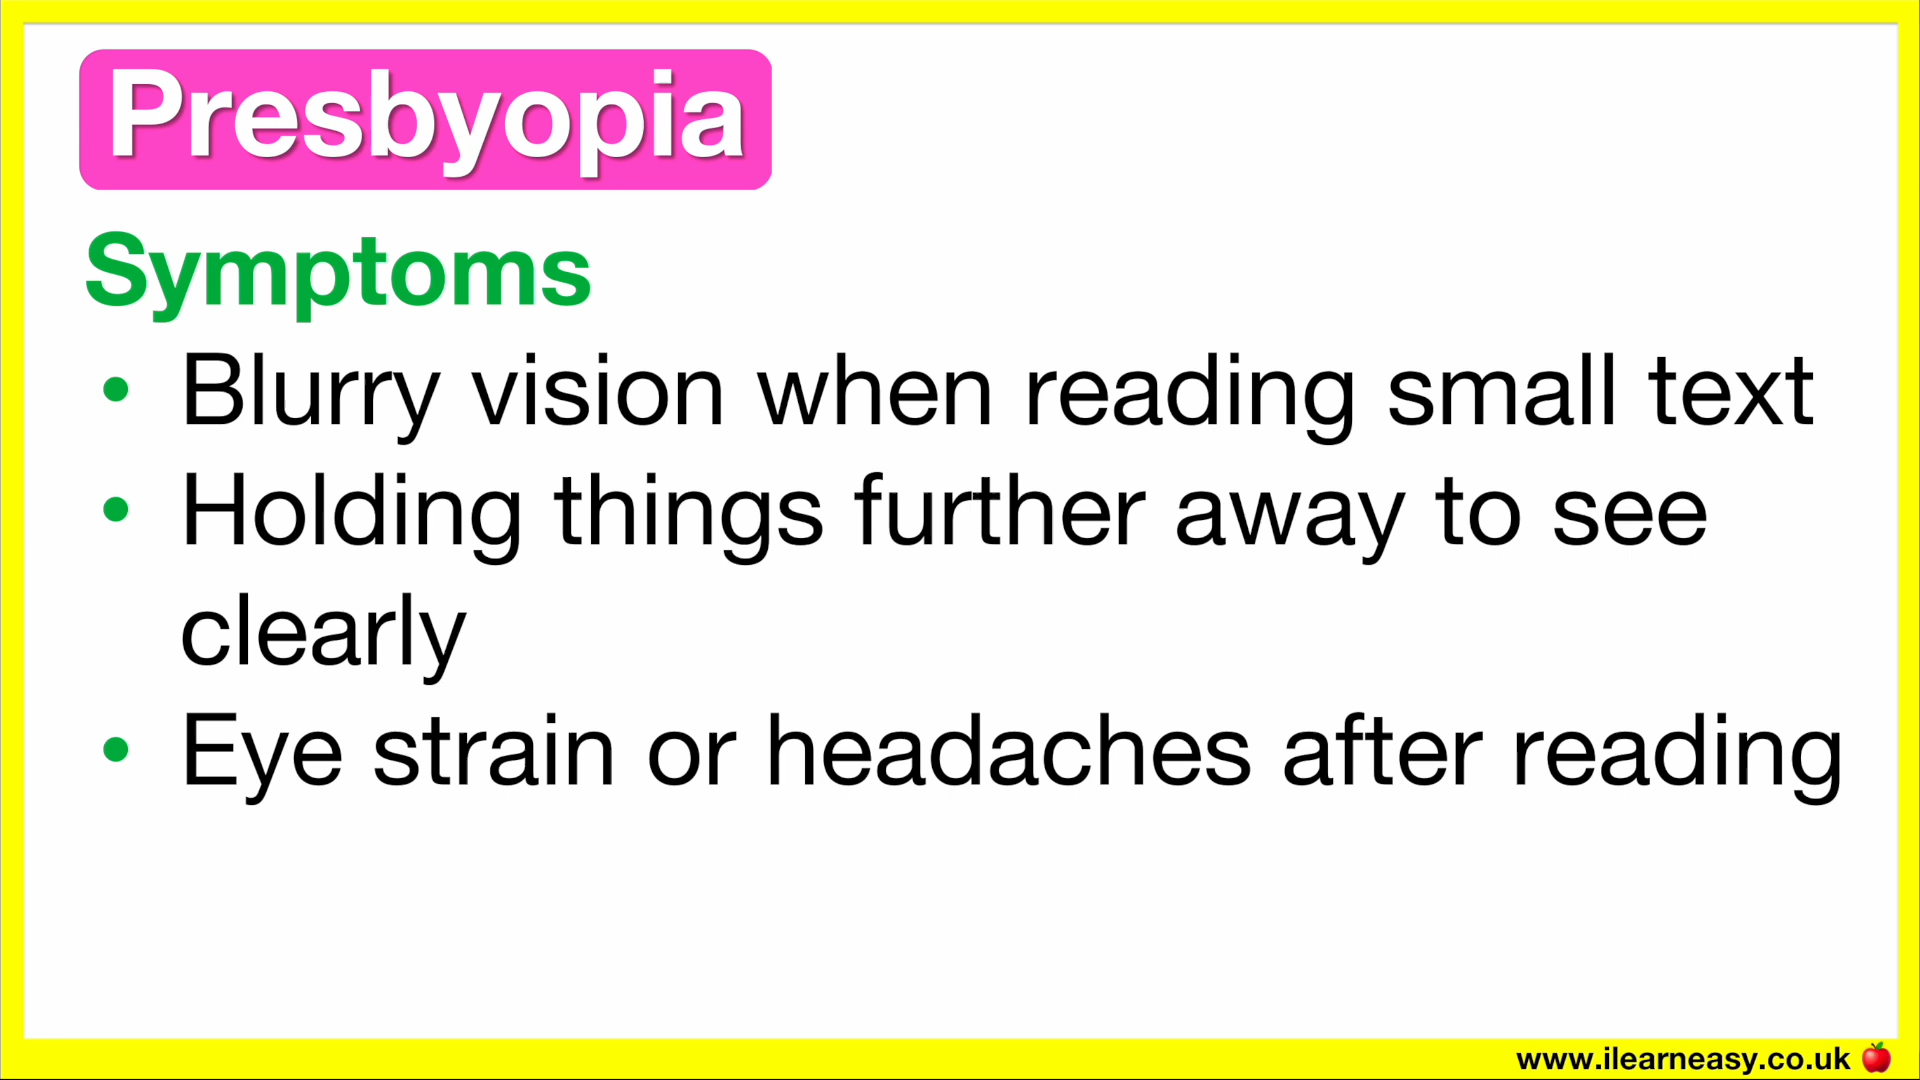 Presbyopia
Symptoms
• Blurry vision when reading small text
• Holding things further away to see
clearly
• Eye strain or headaches after reading
www.ilearneasy.co.uk